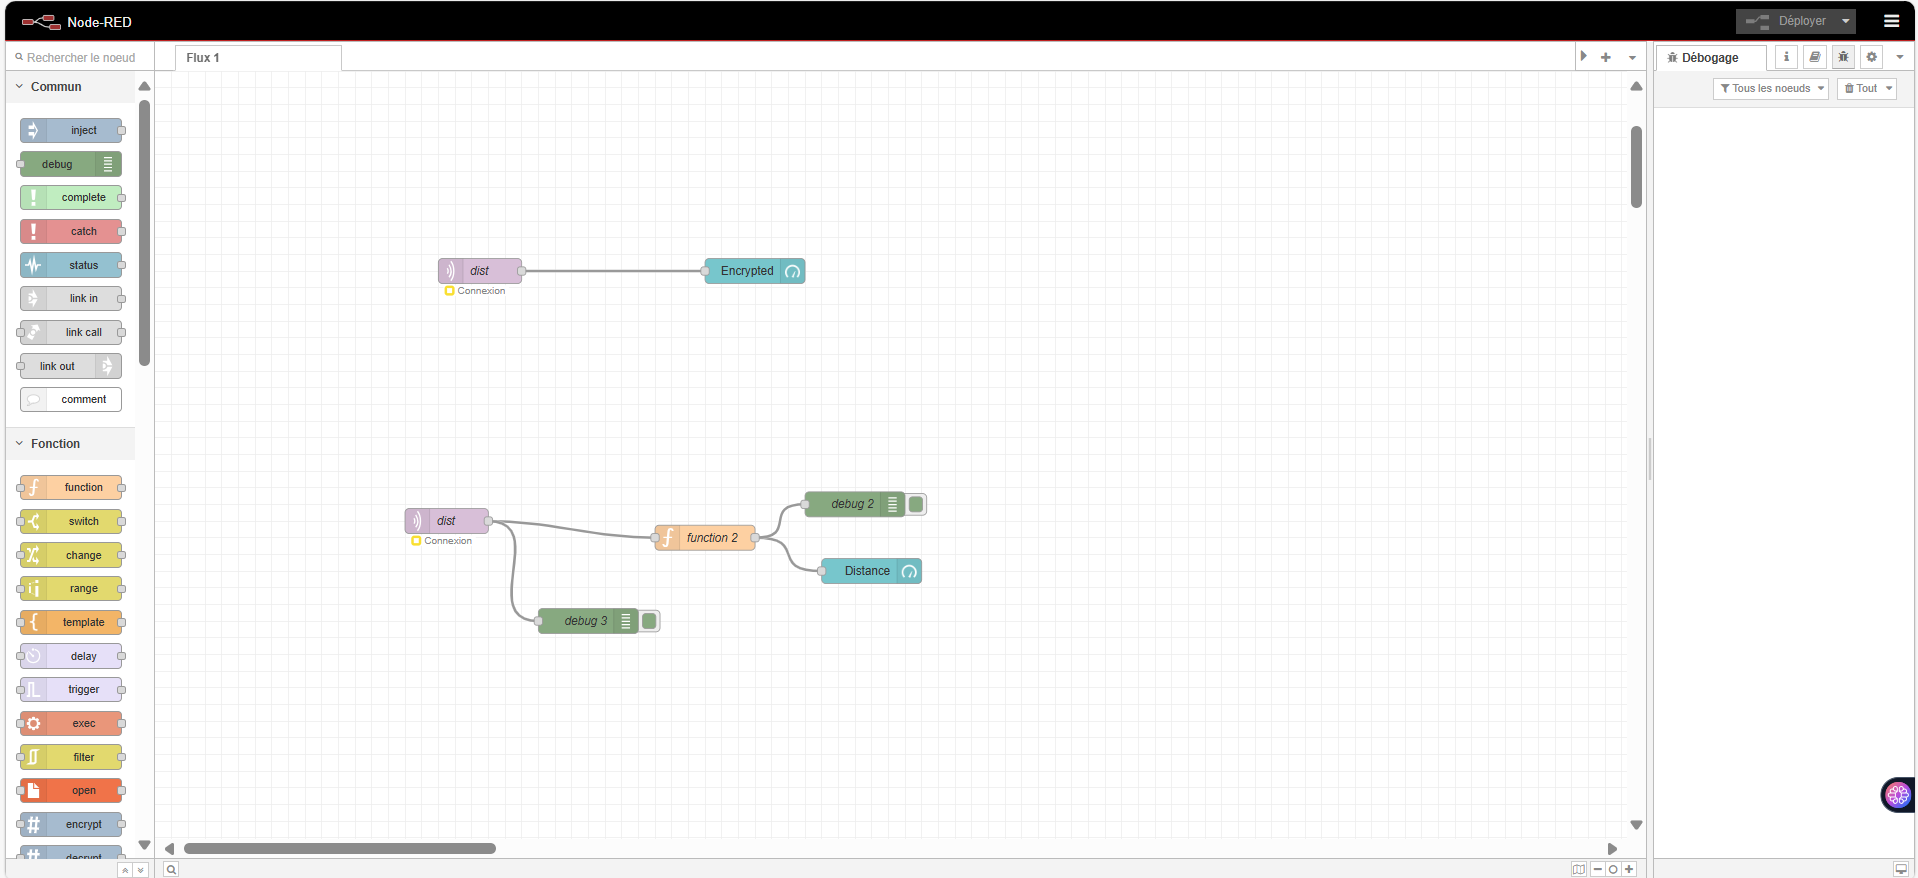 Node-RED
Déployer
Rechercher le noeud
Flux 1
Débogage
Tous les noeuds
Tout
Commun
inject
debug
complete
catch
status
link in
link call
link out
comment
Fonction
function
switch
change
range
template
delay
trigger
exec
filter
open
encrypt
decrypt
dist
Connexion
Encrypted
dist
Connexion
function 2
debug 2
Distance
debug 3